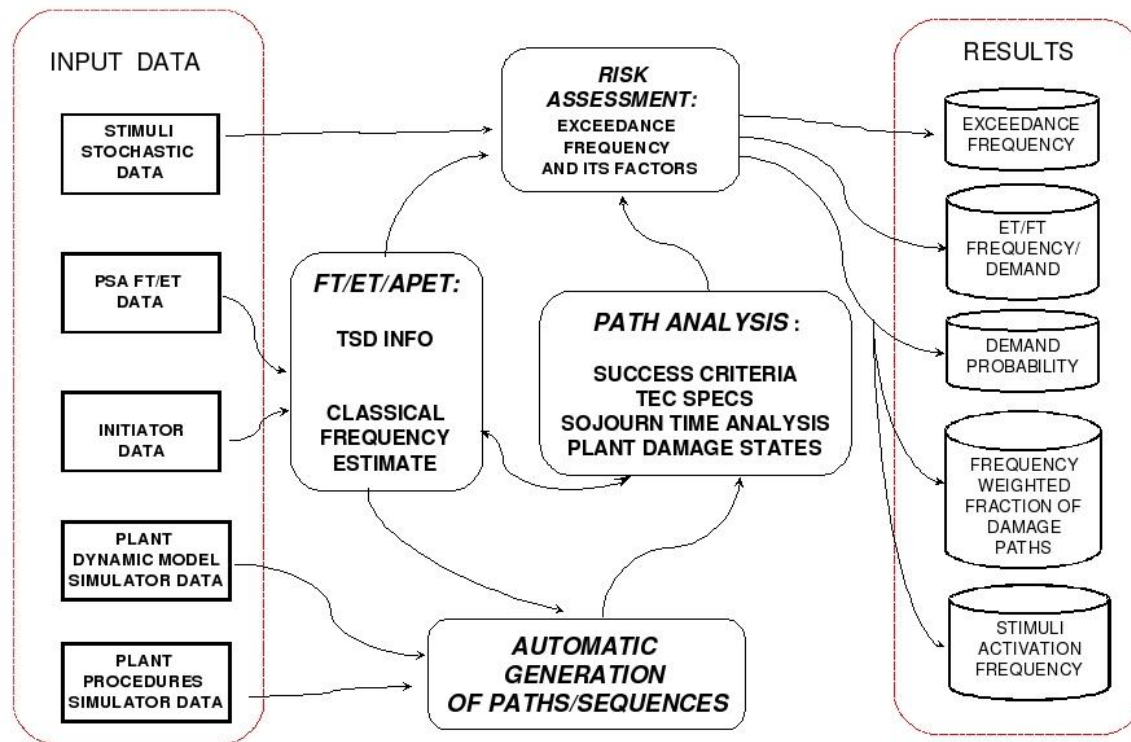 INPUT DATA
STIMULI
STOCHASTIC
DATA
PSA FT/ET
DATA
INITIATOR
DATA
PLANT
DYNAMIC MODEL
SIMULATOR DATA
PLANT
PROCEDURES
SIMULATOR DATA
RISK
ASSESSMENT:
EXCEEDANCE
FREQUENCY
AND ITS FACTORS
FT/ET/APET:
TSD INFO
CLASSICAL
FREQUENCY
ESTIMATE
PATH ANALYSIS :
SUCCESS CRITERIA
TEC SPECS
SOJOURN TIME ANALYSIS
PLANT DAMAGE STATES
AUTOMATIC
GENERATION
OF PATHS/SEQUENCES
RESULTS
EXCEEDANCE
FREQUENCY
ET/FT
FREQUENCY/
DEMAND
DEMAND
PROBABILITY
FREQUENCY
WEIGHTED
FRACTION OF
DAMAGE
PATHS
STIMULI
ACTIVATION
FREQUENCY